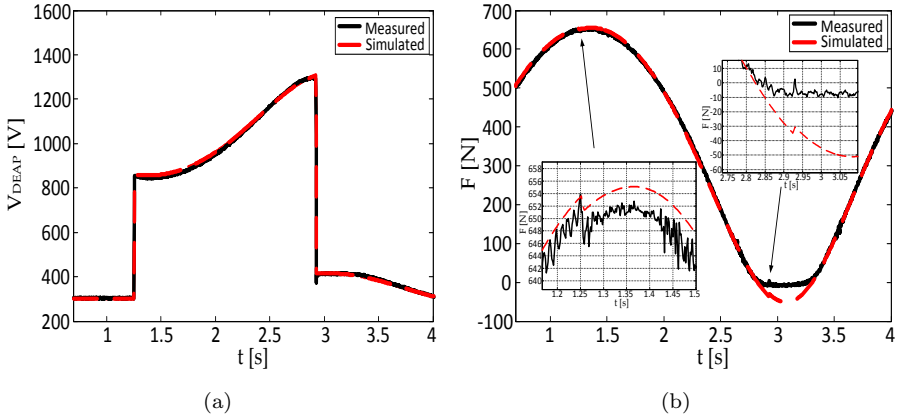 1600
1400
1200
1000
800
600
400
200
V_DEAP [V]
1 1.5 2 2.5 3 3.5 4
t [s]
Measured
Simulated
(a)
700
600
500
400
300
200
100
0
-100
F [N]
1 1.5 2 2.5 3 3.5 4
t [s]
Measured
Simulated
10
0
-10
-20
-30
-40
-50
-60
F [N]
2.75 2.8 2.85 2.9 2.95 3 3.05
t [s]
658
656
654
652
650
648
646
644
642
640
F [N]
1.2 1.25 1.3 1.35 1.4 1.45 1.5
t [s]
(b)